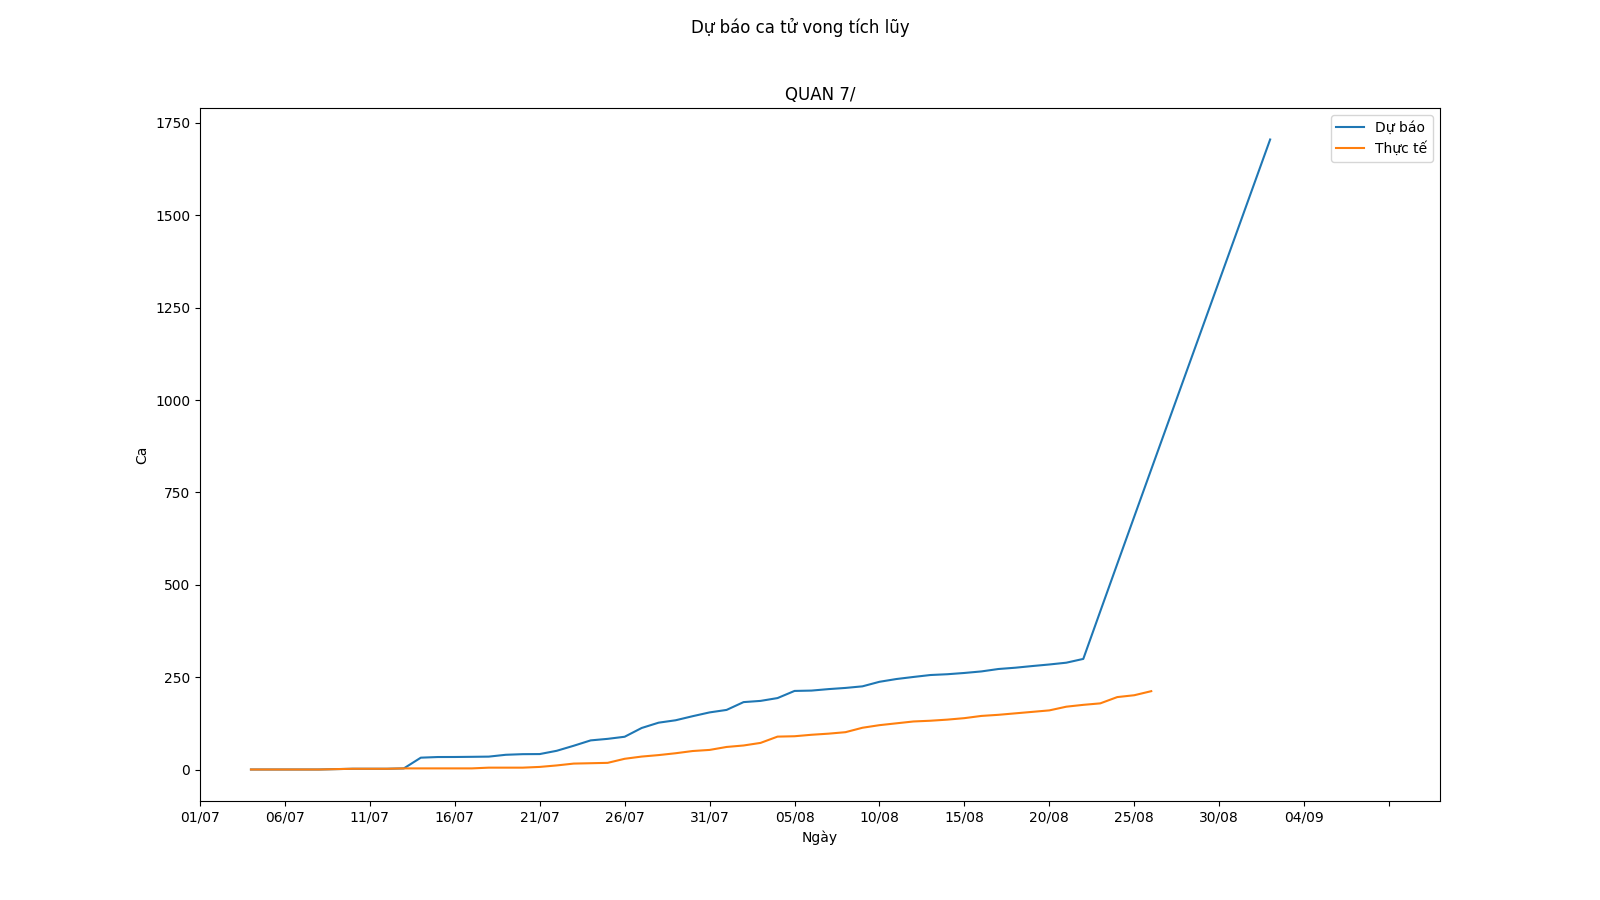 Dự báo ca tử vong tích lũy
QUAN 7/
1750
1500
1250
1000
750
500
250
0
Ca
Dự báo
Thực tế
01/07 06/07 11/07 16/07 21/07 26/07 31/07 05/08 10/08 15/08 20/08 25/08 30/08 04/09
Ngày